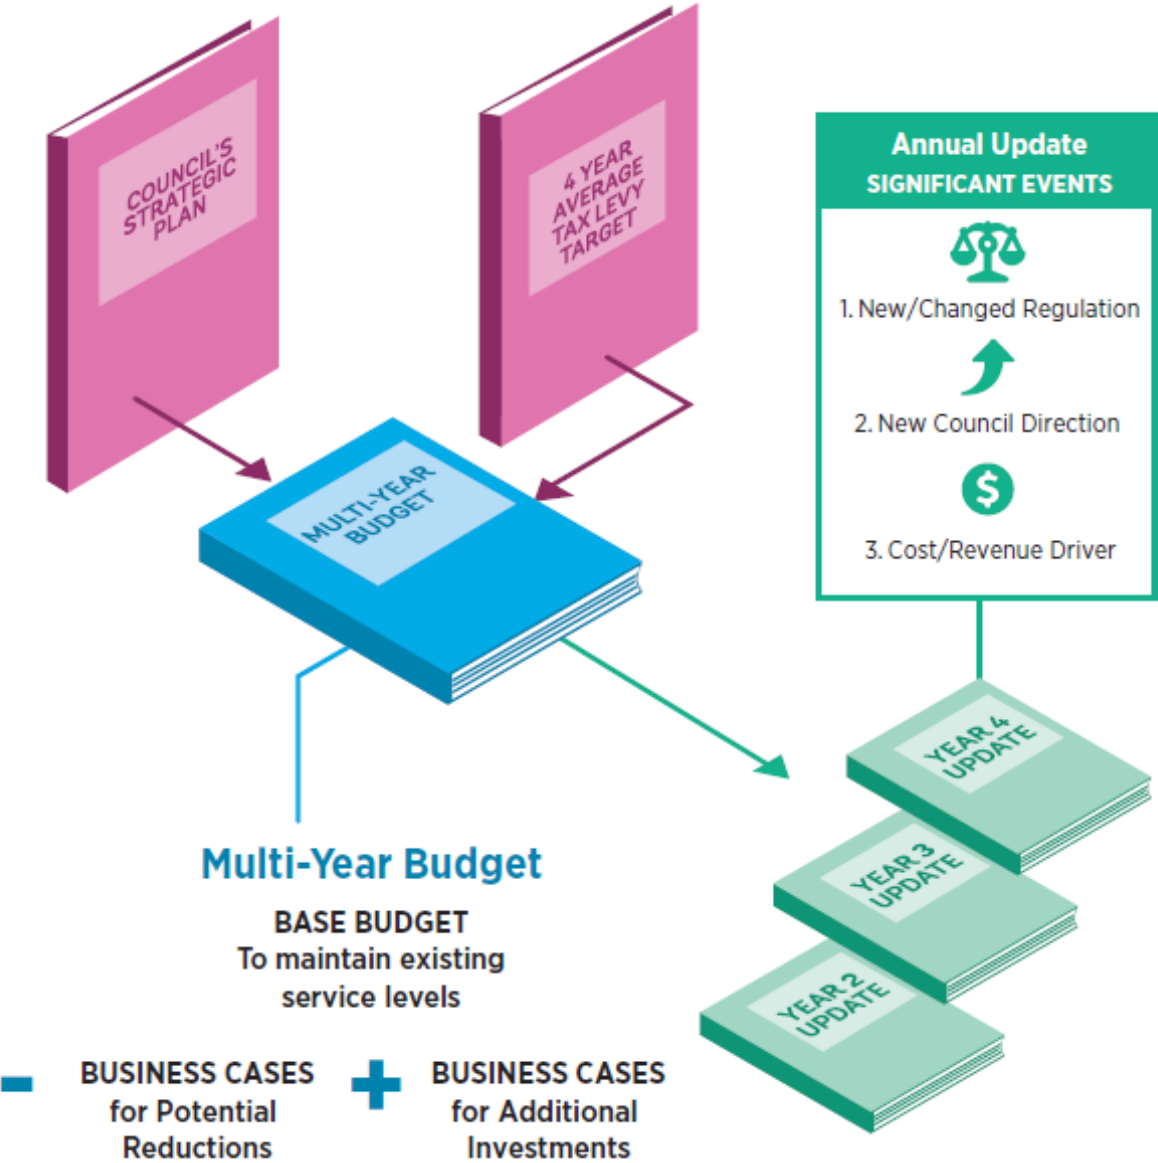 COUNCIL'S
STRATEGIC
PLAN
4 YEAR
AVERAGE
TAX LEVY
TARGET
Annual Update
SIGNIFICANT EVENTS
1. New/Changed Regulation
2. New Council Direction
$
3. Cost/Revenue Driver
MULTI-YEAR
BUDGET
YEAR 4
UPDATE
YEAR 3
UPDATE
YEAR 2
UPDATE
Multi-Year Budget
BASE BUDGET
To maintain existing
service levels
- BUSINESS CASES
for Potential
Reductions
+ BUSINESS CASES
for Additional
Investments